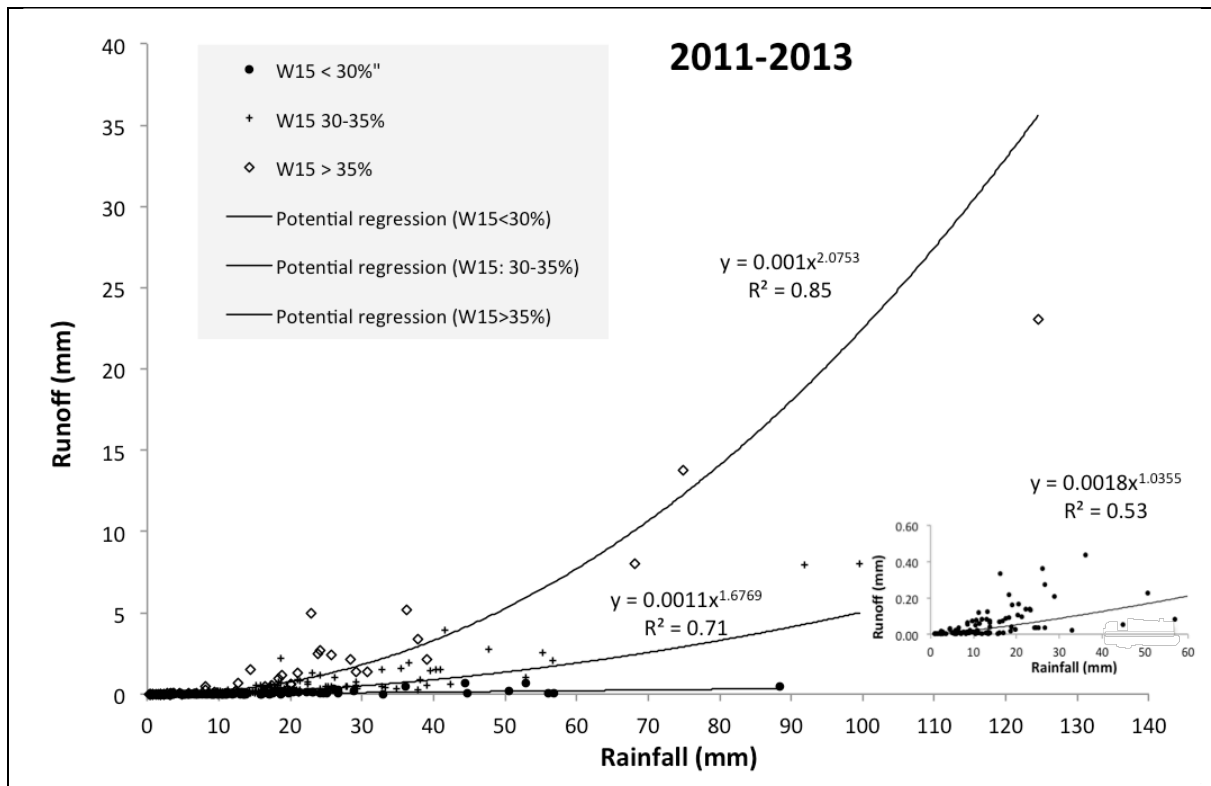 2011-2013
W15 < 30%"
W15 30-35%
W15 > 35%
Potential regression (W15<30%)
Potential regression (W15: 30-35%)
Potential regression (W15>35%)
40
35
30
25
20
15
10
5
0
Runoff (mm)
y = 0.001x^2.0753
R² = 0.85
y = 0.0011x^1.6769
R² = 0.71
y = 0.0018x^1.0355
R² = 0.53
0.60
0.40
0.20
0.00
Runoff (mm)
0 10 20 30 40 50 60
Rainfall (mm)
0 10 20 30 40 50 60 70 80 90 100 110 120 130 140
Rainfall (mm)